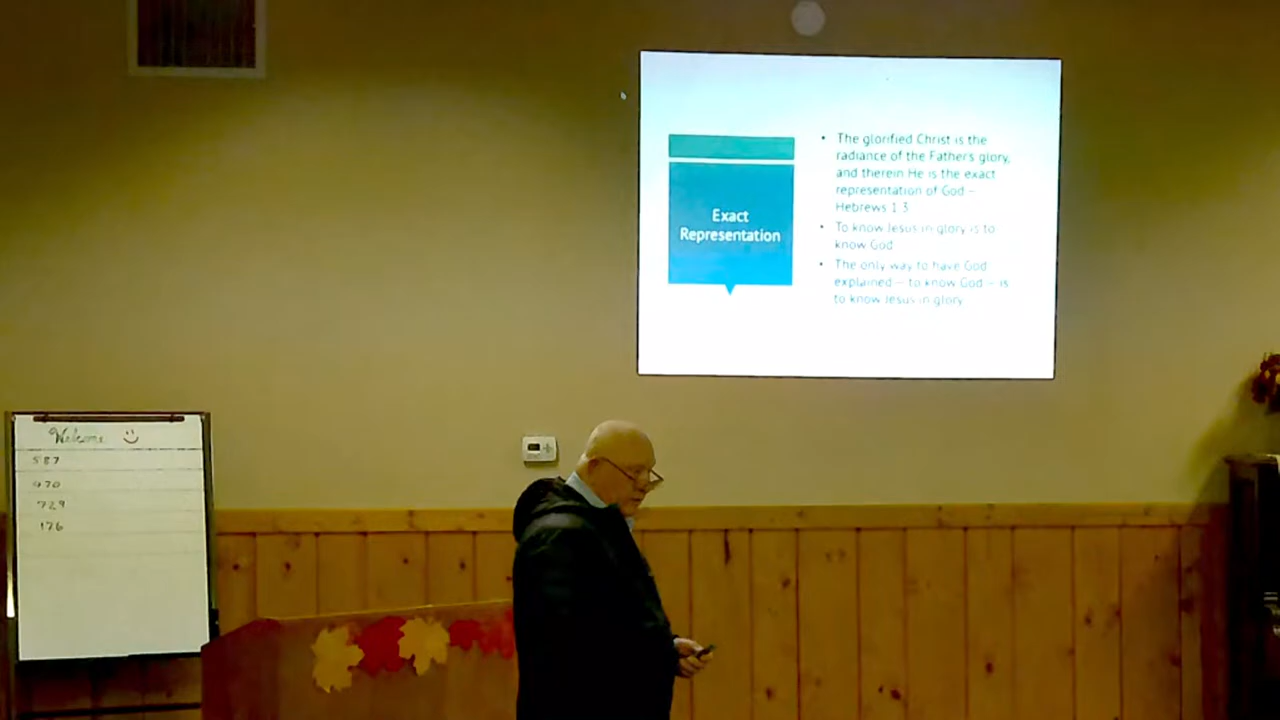 Exact
Representation
• The glorified Christ is the
radiance of the Father's glory,
and therein He is the exact
representation of God –
Hebrews 1:3
• To know Jesus in glory is to
know God
• The only way to have God
explained – to know God – is
to know Jesus in glory
Welcome
587
470
729
176